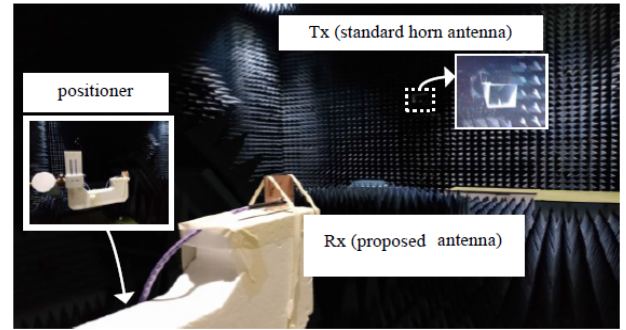 Tx (standard horn antenna)
positioner
Rx (proposed antenna)